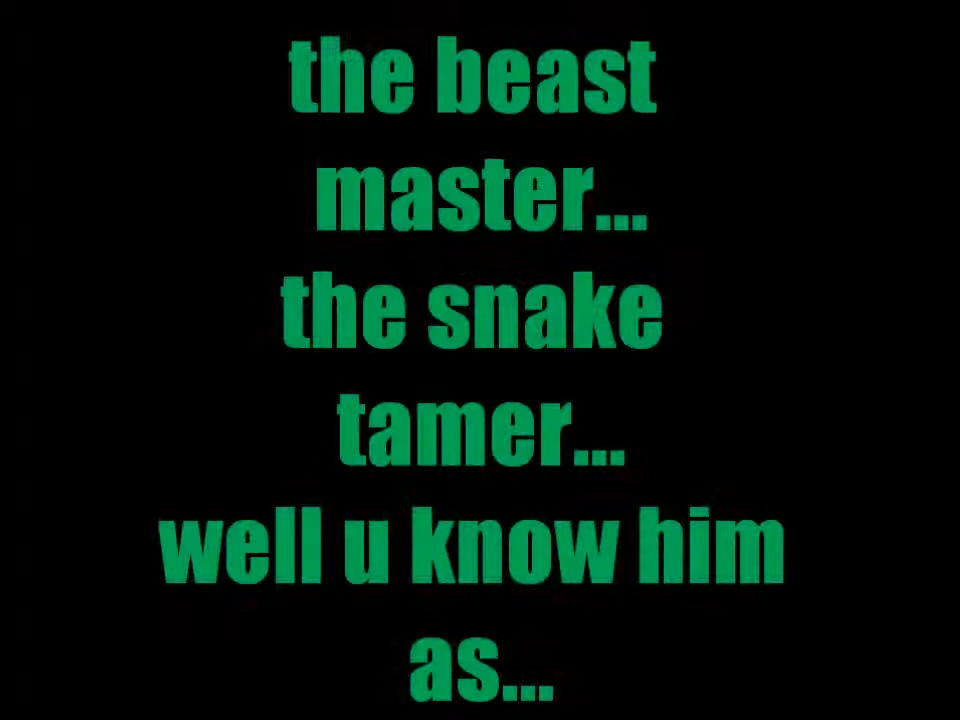 the beast
master...
the snake
tamer...
well u know him
as...